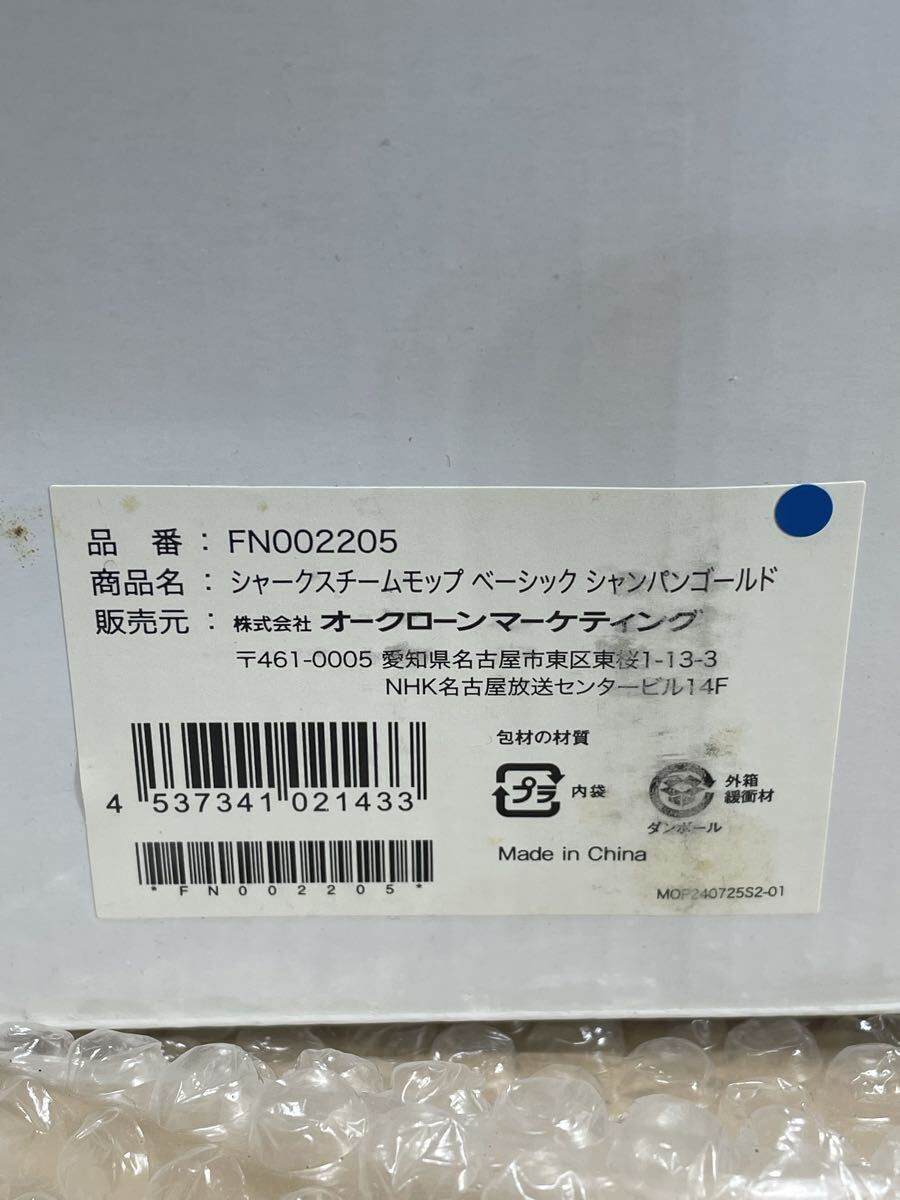 品 番 : FN002205
商品名 : シャークスチームモップ ベーシック シャンパンゴールド
販売元 : 株式会社 オークローンマーケティング
〒461-0005 愛知県名古屋市東区東桜1-13-3
NHK名古屋放送センタービル14F
4 537341 021433
*FN002205*
包材の材質
プラ 内袋
外箱
緩衝材
ダンボール
Made in China
MOP240725S2-01